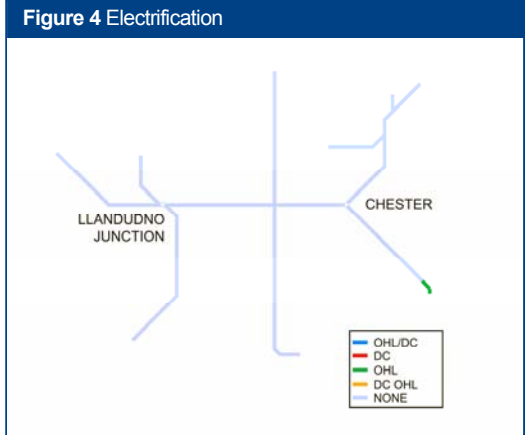 Figure 4 Electrification
CHESTER
LLANDUDNO
JUNCTION
OHL/DC
DC
OHL
DC OHL
NONE